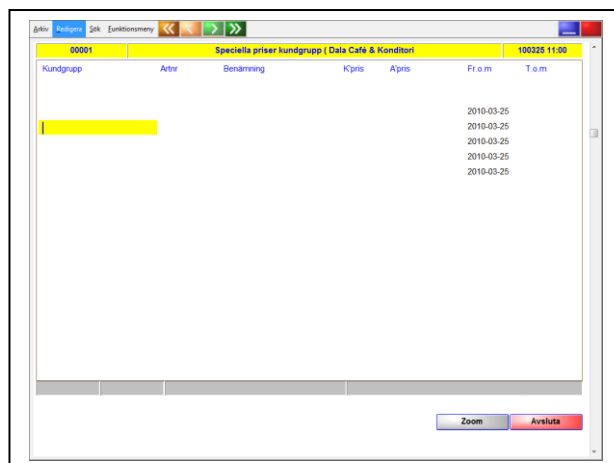 Arkiv Redigera Sök Funktionsmeny
00001 Speciella priser kundgrupp ( Dala Café & Konditori 100325 11:00
Kundgrupp Artnr Benämning K'pris A'pris Fr.o.m T.o.m
2010-03-25
2010-03-25
2010-03-25
2010-03-25
2010-03-25
Zoom Avsluta